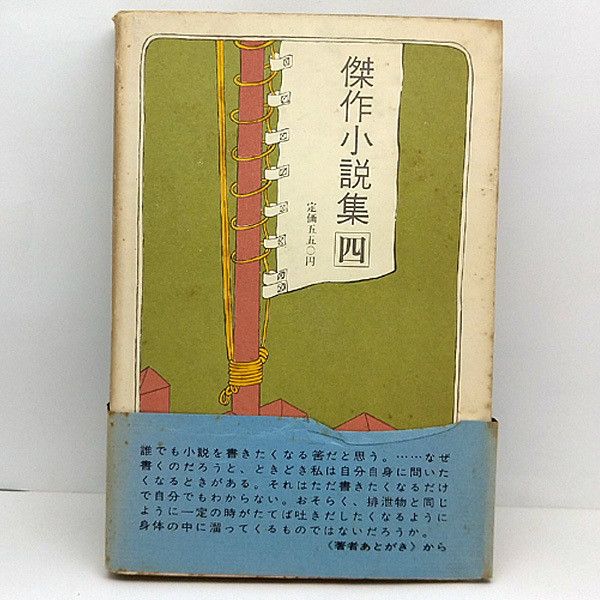 傑作小説集 四
定価五五〇円
誰でも小説を書きたくなる筈だと思う。……なぜ
書くのだろうと、ときどき私は自分自身に問いた
くなるときがある。それはただ書きたくなるだけ
で自分でもわからない。おそらく、排泄物と同じ
ように一定の時がたてば吐きだしたくなるように
身体の中に溜ってくるものではないだろうか。
《著者あとがき》から